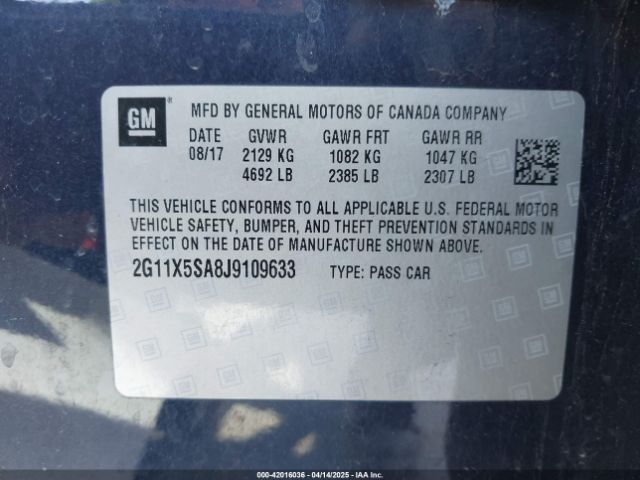 GM ®
MFD BY GENERAL MOTORS OF CANADA COMPANY
DATE GVWR GAWR FRT GAWR RR
08/17 2129 KG 1082 KG 1047 KG
4692 LB 2385 LB 2307 LB
THIS VEHICLE CONFORMS TO ALL APPLICABLE U.S. FEDERAL MOTOR
VEHICLE SAFETY, BUMPER, AND THEFT PREVENTION STANDARDS IN
EFFECT ON THE DATE OF MANUFACTURE SHOWN ABOVE.
2G11X5SA8J9109633 TYPE: PASS CAR
000-42016036 - 04/14/2025 - IAAI.COM